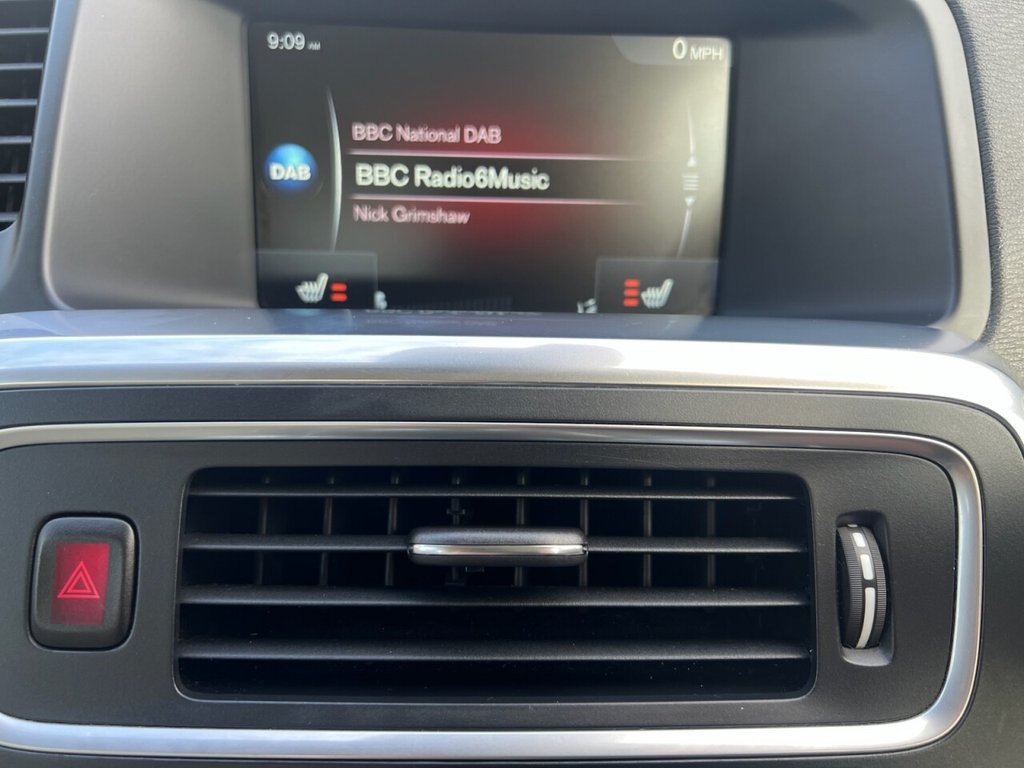 9:09 AM
0 MPH
BBC National DAB
DAB
BBC Radio6Music
Nick Grimshaw